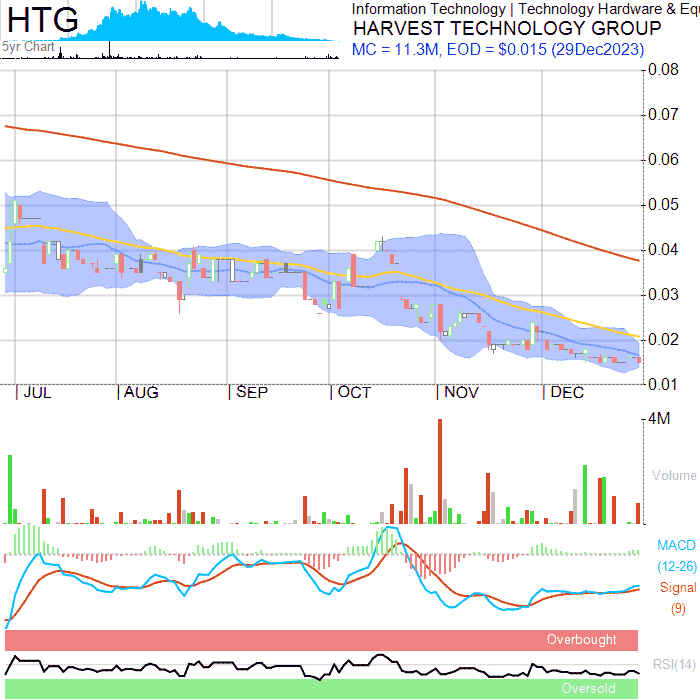 HTG
5yr Chart
Information Technology | Technology Hardware & Equ
HARVEST TECHNOLOGY GROUP
MC = 11.3M, EOD = $0.015 (29Dec2023)
0.08
0.07
0.06
0.05
0.04
0.03
0.02
0.01
JUL AUG SEP OCT NOV DEC
4M
Volume
MACD
(12-26)
Signal
(9)
Overbought
RSI(14)
Oversold